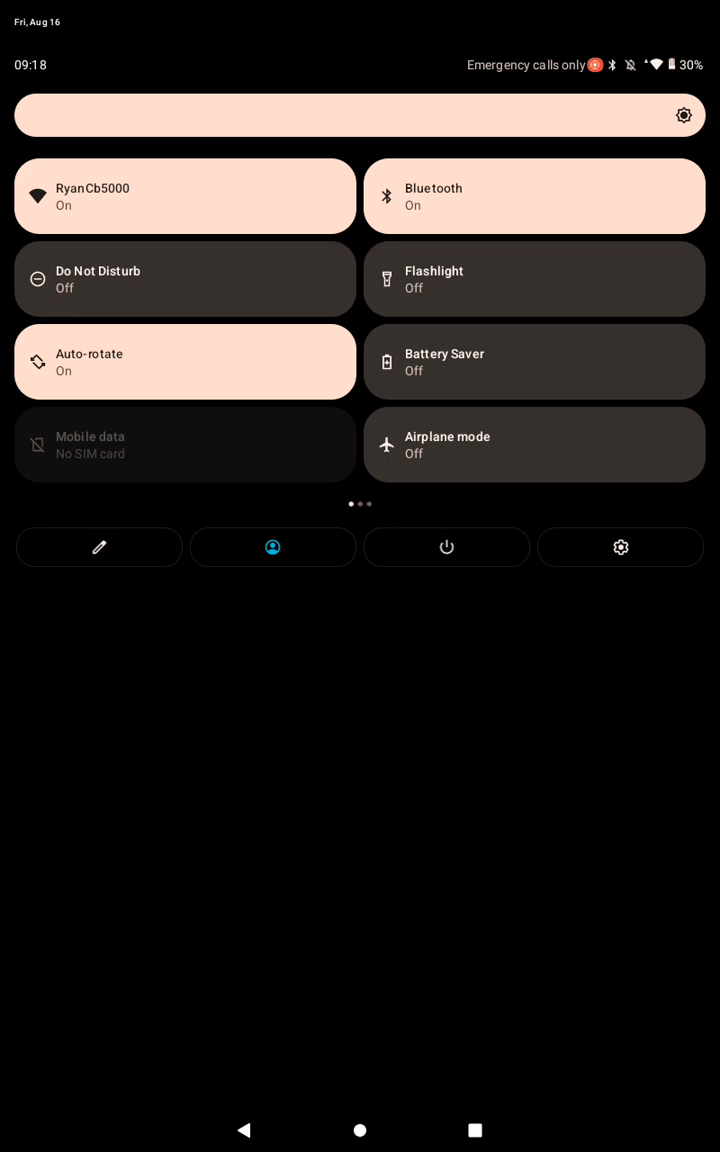 Fri, Aug 16
09:18
Emergency calls only
30%
RyanCb5000
On
Bluetooth
On
Do Not Disturb
Off
Flashlight
Off
Auto-rotate
On
Battery Saver
Off
Mobile data
No SIM card
Airplane mode
Off